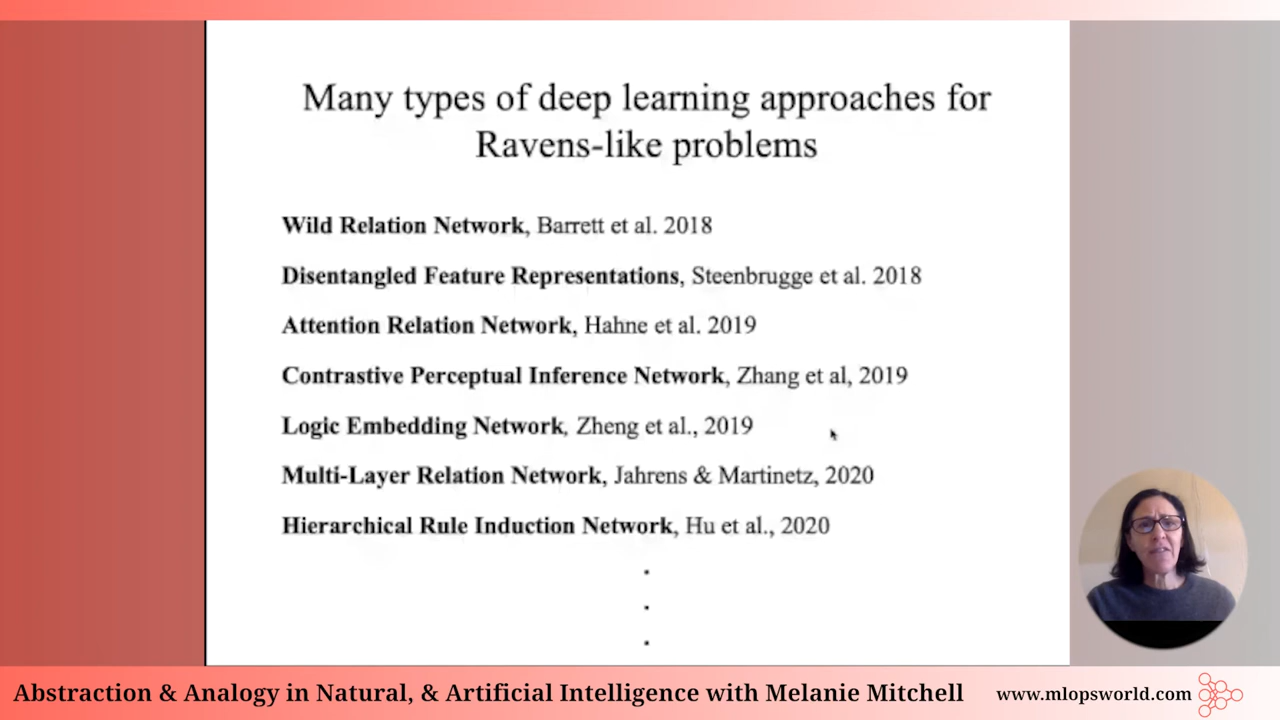 Many types of deep learning approaches for
Ravens-like problems
Wild Relation Network, Barrett et al. 2018
Disentangled Feature Representations, Steenbrugge et al. 2018
Attention Relation Network, Hahne et al. 2019
Contrastive Perceptual Inference Network, Zhang et al, 2019
Logic Embedding Network, Zheng et al., 2019
Multi-Layer Relation Network, Jahrens & Martinetz, 2020
Hierarchical Rule Induction Network, Hu et al., 2020
.
.
.
Abstraction & Analogy in Natural, & Artificial Intelligence with Melanie Mitchell
www.mlopsworld.com